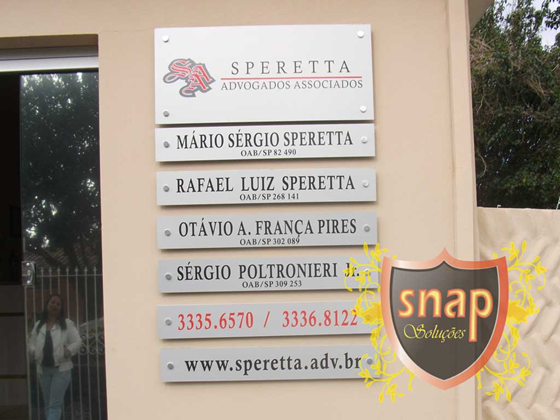 SAA
SPERETTA
ADVOGADOS ASSOCIADOS
MÁRIO SÉRGIO SPERETTA
OAB/SP 82 490
RAFAEL LUIZ SPERETTA
OAB/SP 268 141
OTÁVIO A. FRANÇA PIRES
OAB/SP 302 089
SÉRGIO POLTRONIERI Jr.
OAB/SP 309 253
3335.6570 / 3336.8122
www.speretta.adv.br
snap
Soluções